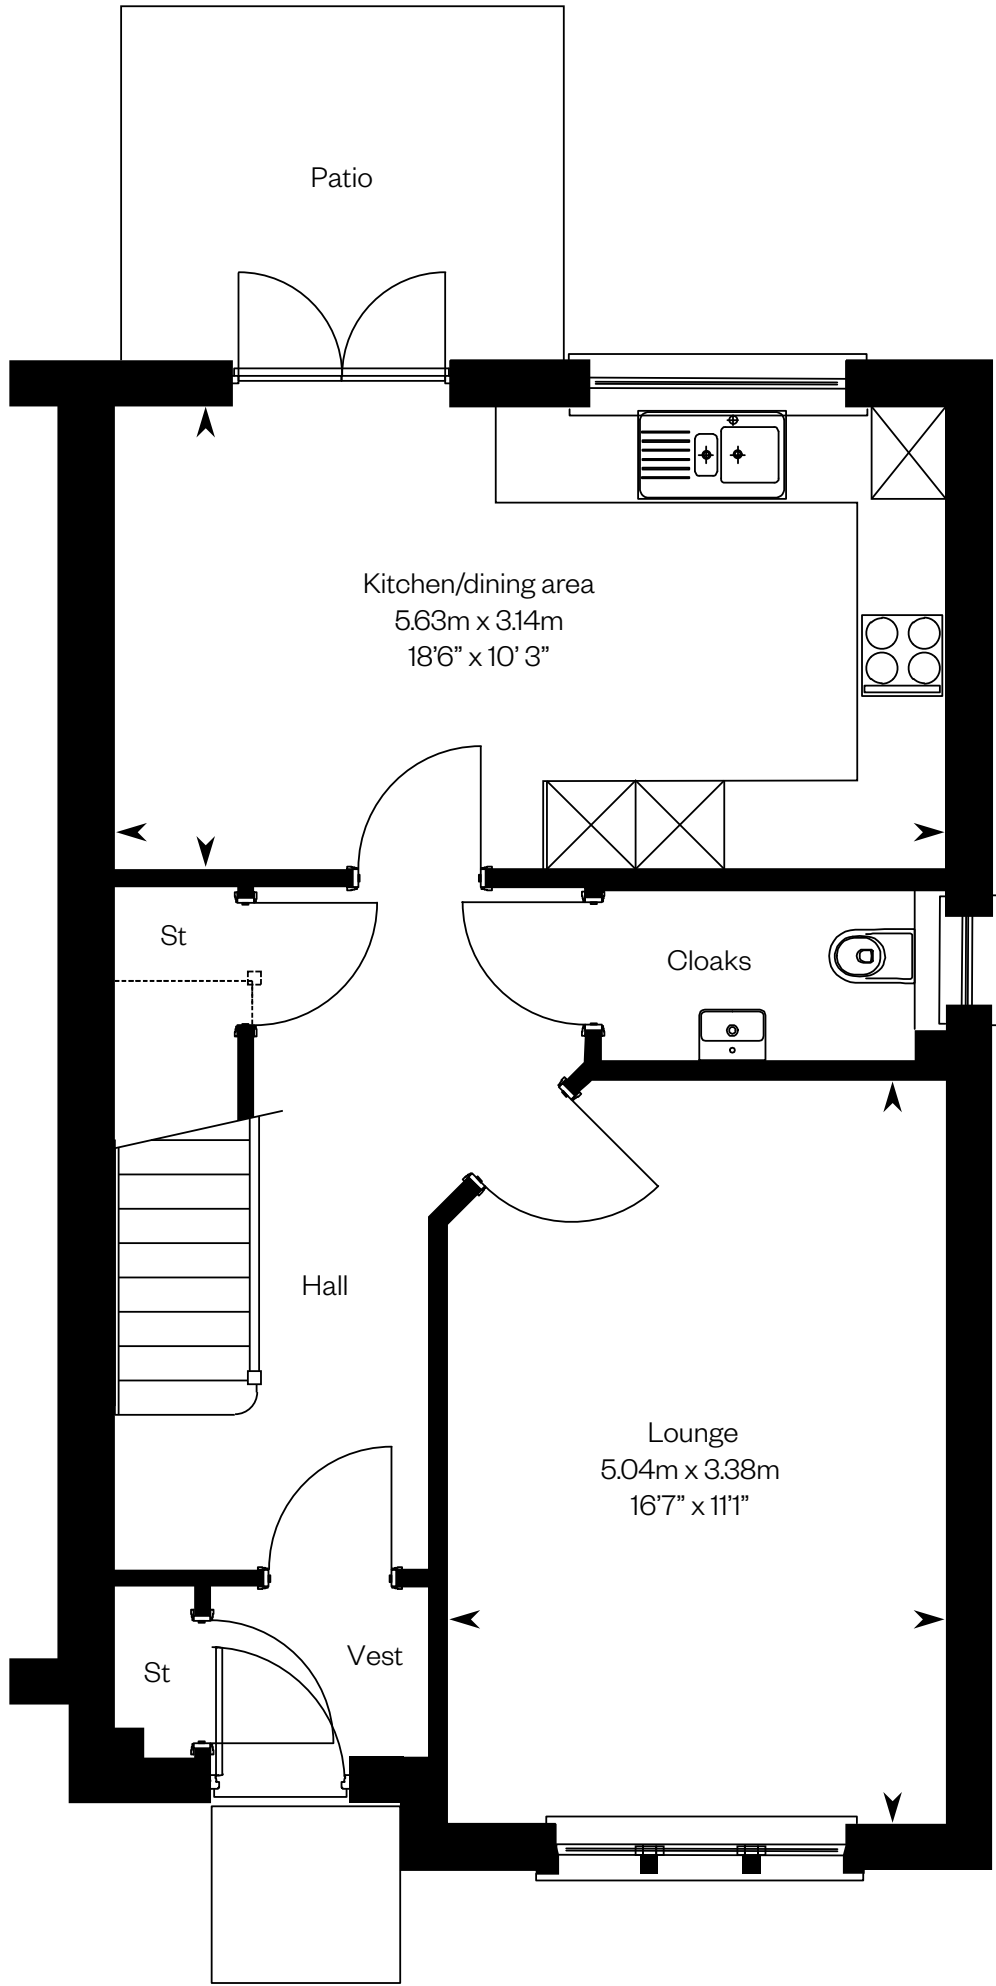 Patio
Kitchen/dining area
5.63m x 3.14m
18’6” x 10’ 3”
St
Cloaks
Hall
Lounge
5.04m x 3.38m
16’7” x 11’1”
Vest
St